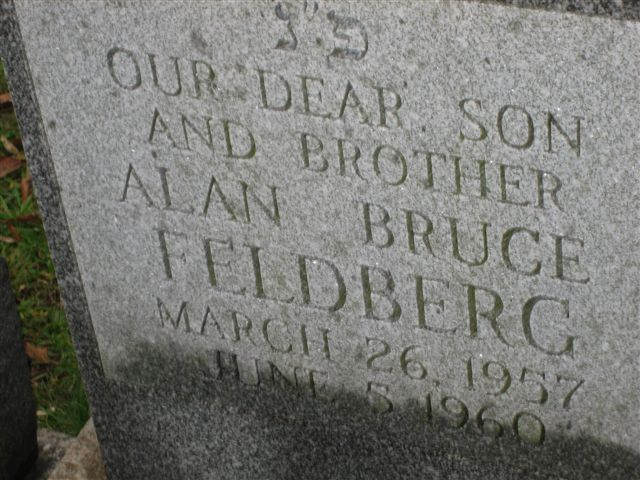 פ"נ
OUR DEAR SON
AND BROTHER
ALAN BRUCE
FELDBERG
MARCH 26, 1957
JUNE 5, 1960